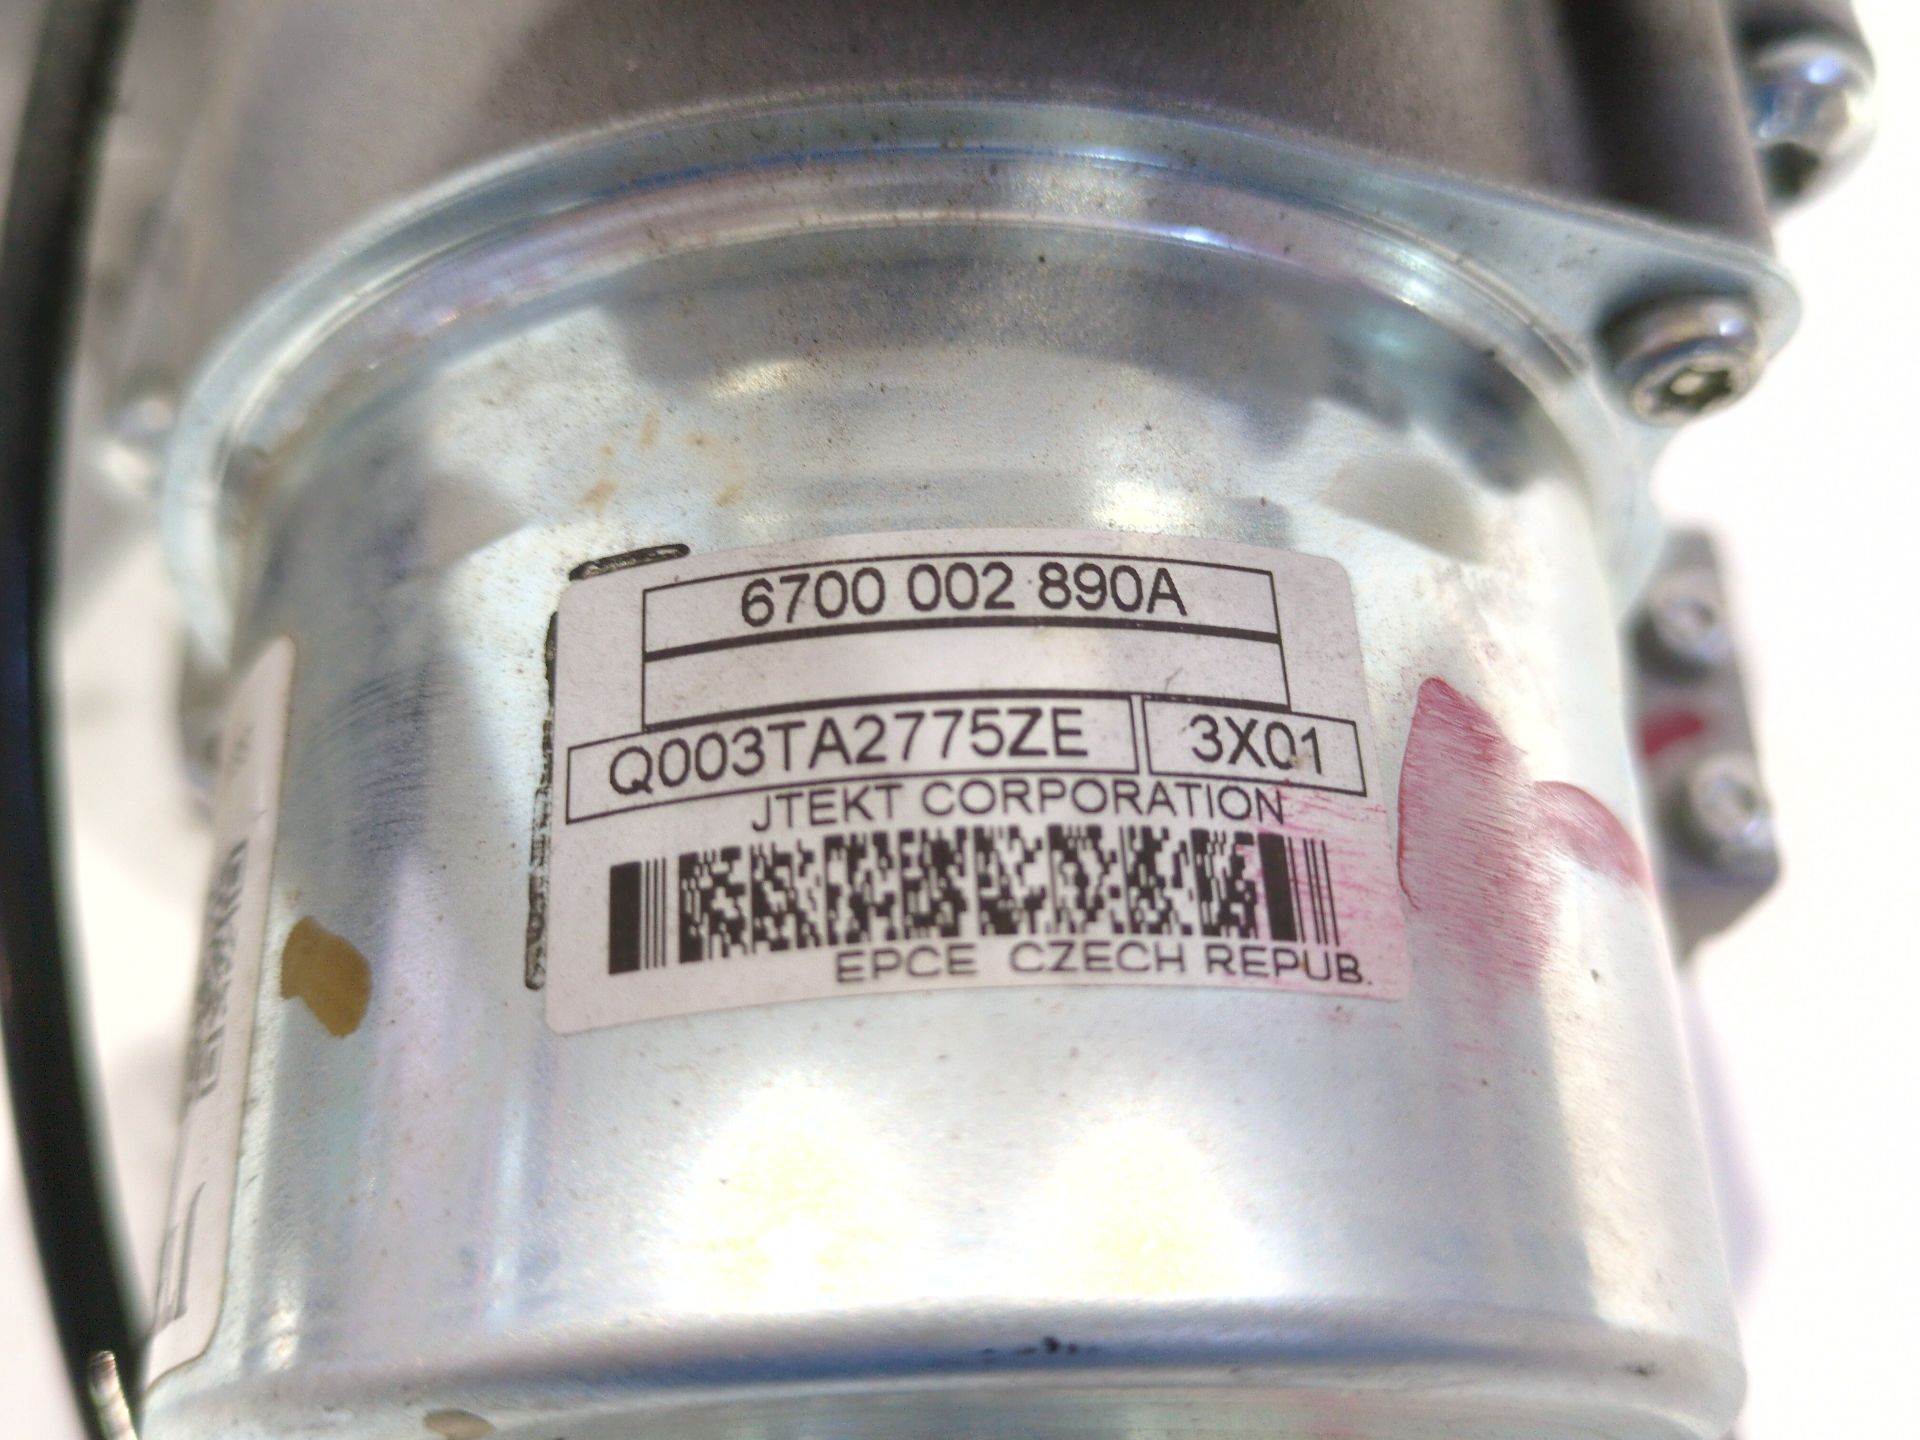 6700 002 890A
Q003TA2775ZE 3X01
JTEKT CORPORATION
EPCE CZECH REPUB.